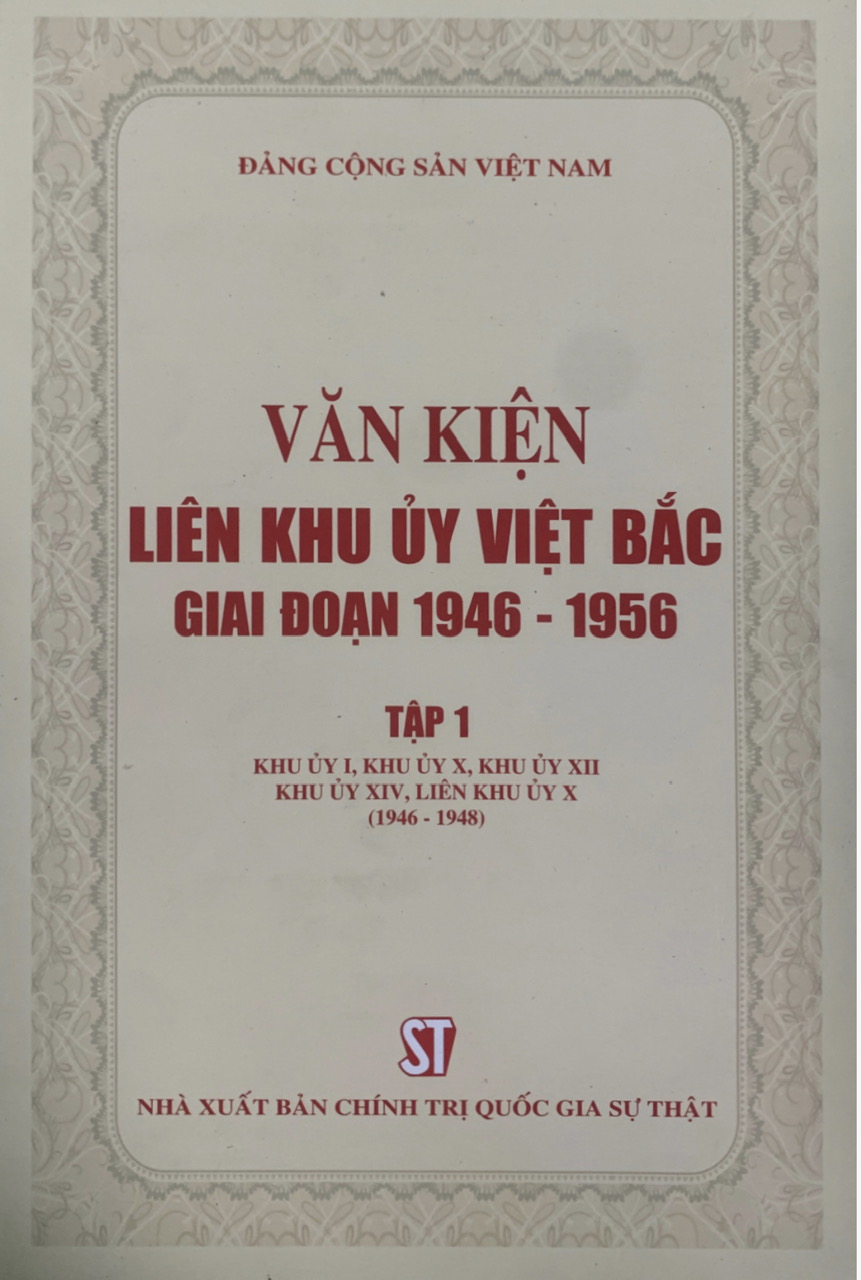 ĐẢNG CỘNG SẢN VIỆT NAM
VĂN KIỆN
LIÊN KHU ỦY VIỆT BẮC
GIAI ĐOẠN 1946 - 1956
TẬP 1
KHU ỦY I, KHU ỦY X, KHU ỦY XII
KHU ỦY XIV, LIÊN KHU ỦY X
(1946 - 1948)
ST
NHÀ XUẤT BẢN CHÍNH TRỊ QUỐC GIA SỰ THẬT